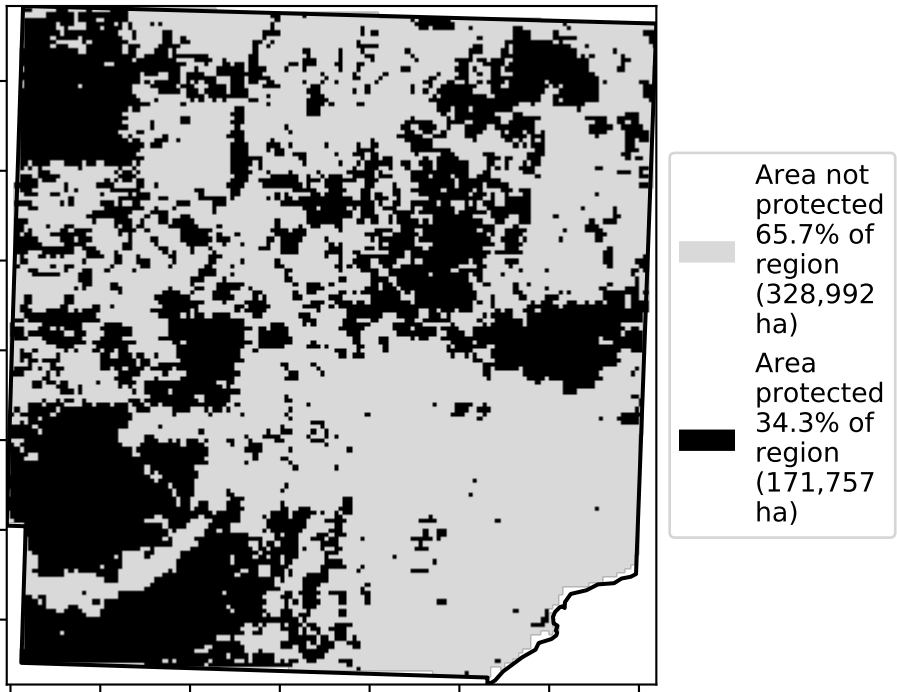 Area not
protected
65.7% of
region
(328,992
ha)
Area
protected
34.3% of
region
(171,757
ha)